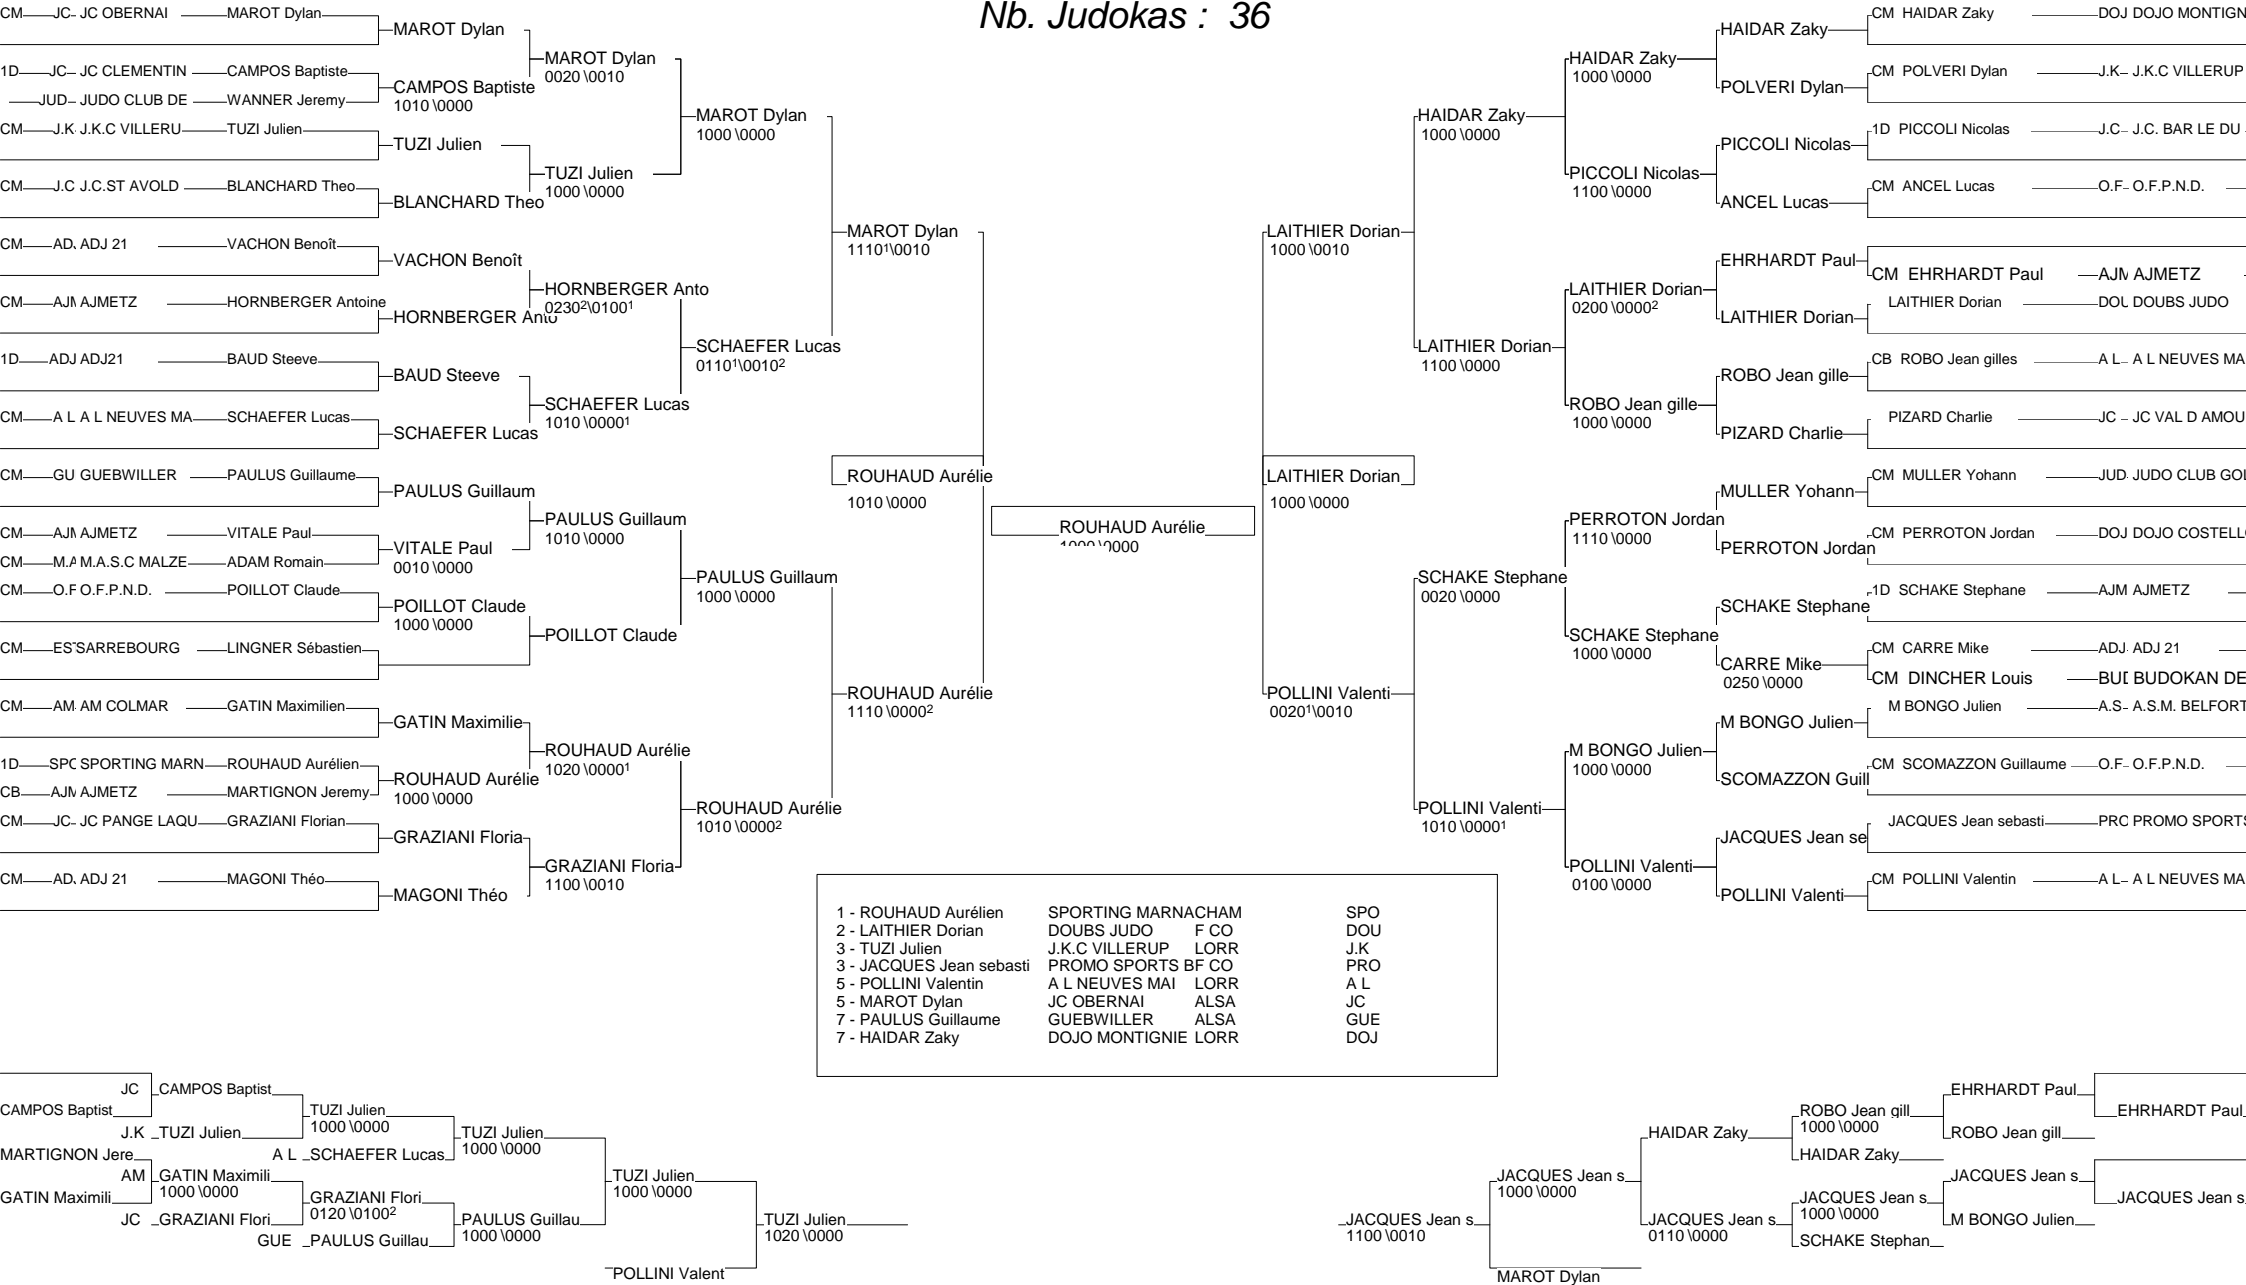 Nb. Judokas : 36
CM JC JC OBERNAI MAROT Dylan
1D JC JC CLEMENTIN CAMPOS Baptiste
JUD JUDO CLUB DE WANNER Jeremy
CM J.K J.K.C VILLERU TUZI Julien
CM J.C J.C.ST AVOLD BLANCHARD Theo
CM AD ADJ 21 VACHON Benoît
CM AJM AJMETZ HORNBERGER Antoine
1D ADJ ADJ21 BAUD Steeve
CM A L A L NEUVES MA SCHAEFER Lucas
CM GU GUEBWILLER PAULUS Guillaume
CM AJM AJMETZ VITALE Paul
CM M.A M.A.S.C MALZE ADAM Romain
CM O.F O.F.P.N.D. POILLOT Claude
CM EST SARREBOURG LINGNER Sébastien
CM AM AM COLMAR GATIN Maximilien
1D SPO SPORTING MARN ROUHAUD Aurélien
CB AJM AJMETZ MARTIGNON Jeremy
CM JC JC PANGE LAQU GRAZIANI Florian
CM AD ADJ 21 MAGONI Théo
MAROT Dylan
CAMPOS Baptiste
1010 \0000
TUZI Julien
BLANCHARD Theo
VACHON Benoît
HORNBERGER Anto
BAUD Steeve
SCHAEFER Lucas
PAULUS Guillaum
VITALE Paul
0010 \0000
POILLOT Claude
1000 \0000
GATIN Maximilie
ROUHAUD Aurélie
1000 \0000
GRAZIANI Floria
MAGONI Théo
MAROT Dylan
0020 \0010
TUZI Julien
1000 \0000
HORNBERGER Anto
0230² \0100¹
SCHAEFER Lucas
1010 \0000¹
PAULUS Guillaum
1010 \0000
POILLOT Claude
ROUHAUD Aurélie
1020 \0000¹
GRAZIANI Floria
1100 \0010
MAROT Dylan
1000 \0000
SCHAEFER Lucas
0110¹ \0010²
PAULUS Guillaum
1000 \0000
ROUHAUD Aurélie
1010 \0000²
MAROT Dylan
1110¹ \0010
ROUHAUD Aurélie
1110 \0000²
ROUHAUD Aurélie
1010 \0000
ROUHAUD Aurélie
1000 \0000
LAITHIER Dorian
1000 \0000
LAITHIER Dorian
1000 \0010
POLLINI Valenti
0020¹ \0010
HAIDAR Zaky
1000 \0000
LAITHIER Dorian
1100 \0000
SCHAKE Stephane
0020 \0000
POLLINI Valenti
1010 \0000¹
HAIDAR Zaky
1000 \0000
PICCOLI Nicolas
1100 \0000
LAITHIER Dorian
0200 \0000²
ROBO Jean gille
1000 \0000
PERROTON Jordan
1110 \0000
SCHAKE Stephane
1000 \0000
M BONGO Julien
1000 \0000
POLLINI Valenti
0100 \0000
HAIDAR Zaky
POLVERI Dylan
PICCOLI Nicolas
ANCEL Lucas
EHRHARDT Paul
LAITHIER Dorian
ROBO Jean gille
PIZARD Charlie
MULLER Yohann
PERROTON Jordan
SCHAKE Stephane
CARRE Mike
0250 \0000
M BONGO Julien
SCOMAZZON Guill
JACQUES Jean se
POLLINI Valenti
CM HAIDAR Zaky DOJ DOJO MONTIGN
CM POLVERI Dylan J.K J.K.C VILLERUP
1D PICCOLI Nicolas J.C J.C. BAR LE DU
CM ANCEL Lucas O.F O.F.P.N.D.
CM EHRHARDT Paul AJM AJMETZ
LAITHIER Dorian DOU DOUBS JUDO
CB ROBO Jean gilles A L A L NEUVES MA
PIZARD Charlie JC JC VAL D AMOU
CM MULLER Yohann JUD JUDO CLUB GOL
CM PERROTON Jordan DOJ DOJO COSTELL
1D SCHAKE Stephane AJM AJMETZ
CM CARRE Mike ADJ ADJ 21
CM DINCHER Louis BUD BUDOKAN DE
M BONGO Julien A.S A.S.M. BELFORT
CM SCOMAZZON Guillaume O.F O.F.P.N.D.
JACQUES Jean sebasti PRO PROMO SPORTS
CM POLLINI Valentin A L A L NEUVES MA
1 - ROUHAUD Aurélien SPORTING MARNACHAM SPO
2 - LAITHIER Dorian DOUBS JUDO F CO DOU
3 - TUZI Julien J.K.C VILLERUP LORR J.K
3 - JACQUES Jean sebasti PROMO SPORTS BF CO PRO
5 - POLLINI Valentin A L NEUVES MAI LORR A L
5 - MAROT Dylan JC OBERNAI ALSA JC
7 - PAULUS Guillaume GUEBWILLER ALSA GUE
7 - HAIDAR Zaky DOJO MONTIGNIE LORR DOJ
CAMPOS Baptist
MARTIGNON Jere
GATIN Maximili
JC CAMPOS Baptist
J.K TUZI Julien
AM GATIN Maximili
1000 \0000
JC GRAZIANI Flori
TUZI Julien
1000 \0000
A L SCHAEFER Lucas
GRAZIANI Flori
0120 \0100²
GUE PAULUS Guillau
TUZI Julien
1000 \0000
PAULUS Guillau
1000 \0000
TUZI Julien
1000 \0000
POLLINI Valent
TUZI Julien
1020 \0000
JACQUES Jean s
1100 \0010
JACQUES Jean s
1000 \0000
MAROT Dylan
HAIDAR Zaky
JACQUES Jean s
0110 \0000
ROBO Jean gill
1000 \0000
HAIDAR Zaky
JACQUES Jean s
1000 \0000
SCHAKE Stephan
EHRHARDT Paul
ROBO Jean gill
JACQUES Jean s
M BONGO Julien
EHRHARDT Paul
JACQUES Jean s